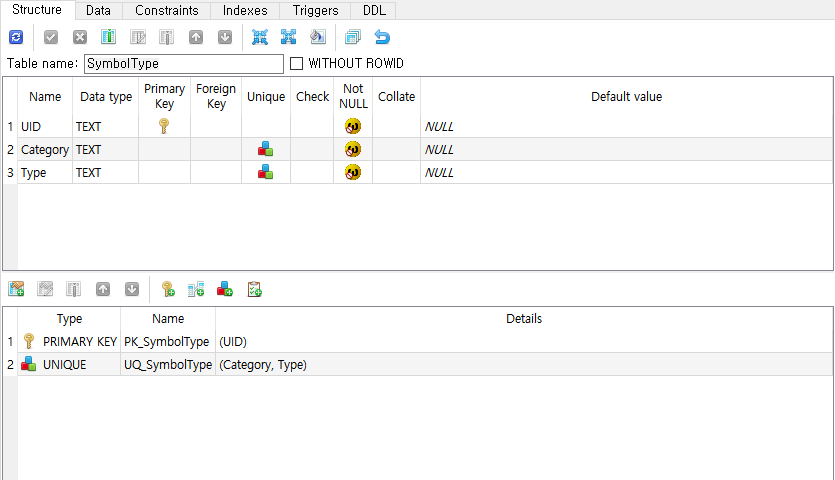 Structure Data Constraints Indexes Triggers DDL
Table name: SymbolType WITHOUT ROWID
Name Data type Primary Key Foreign Key Unique Check Not NULL Collate Default value
1 UID TEXT NULL
2 Category TEXT NULL
3 Type TEXT NULL
Type Name Details
1 PRIMARY KEY PK_SymbolType (UID)
2 UNIQUE UQ_SymbolType (Category, Type)